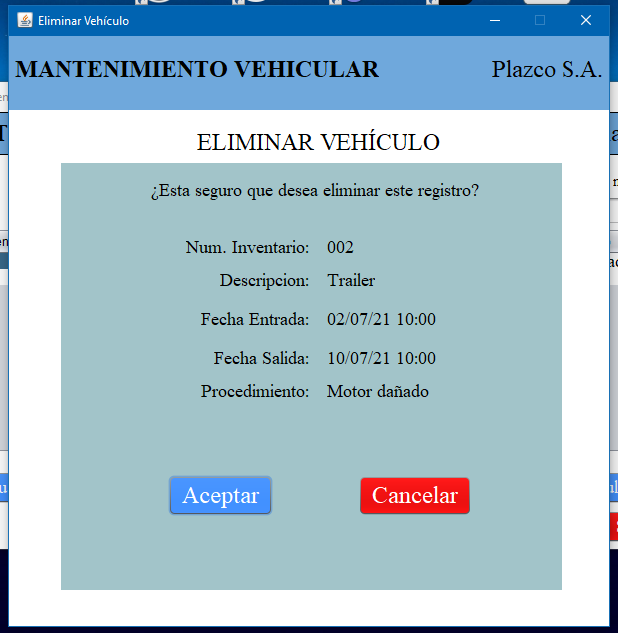 Eliminar Vehículo
MANTENIMIENTO VEHICULAR Plazco S.A.
ELIMINAR VEHÍCULO
¿Esta seguro que desea eliminar este registro?
Num. Inventario: 002
Descripcion: Trailer
Fecha Entrada: 02/07/21 10:00
Fecha Salida: 10/07/21 10:00
Procedimiento: Motor dañado
Aceptar Cancelar